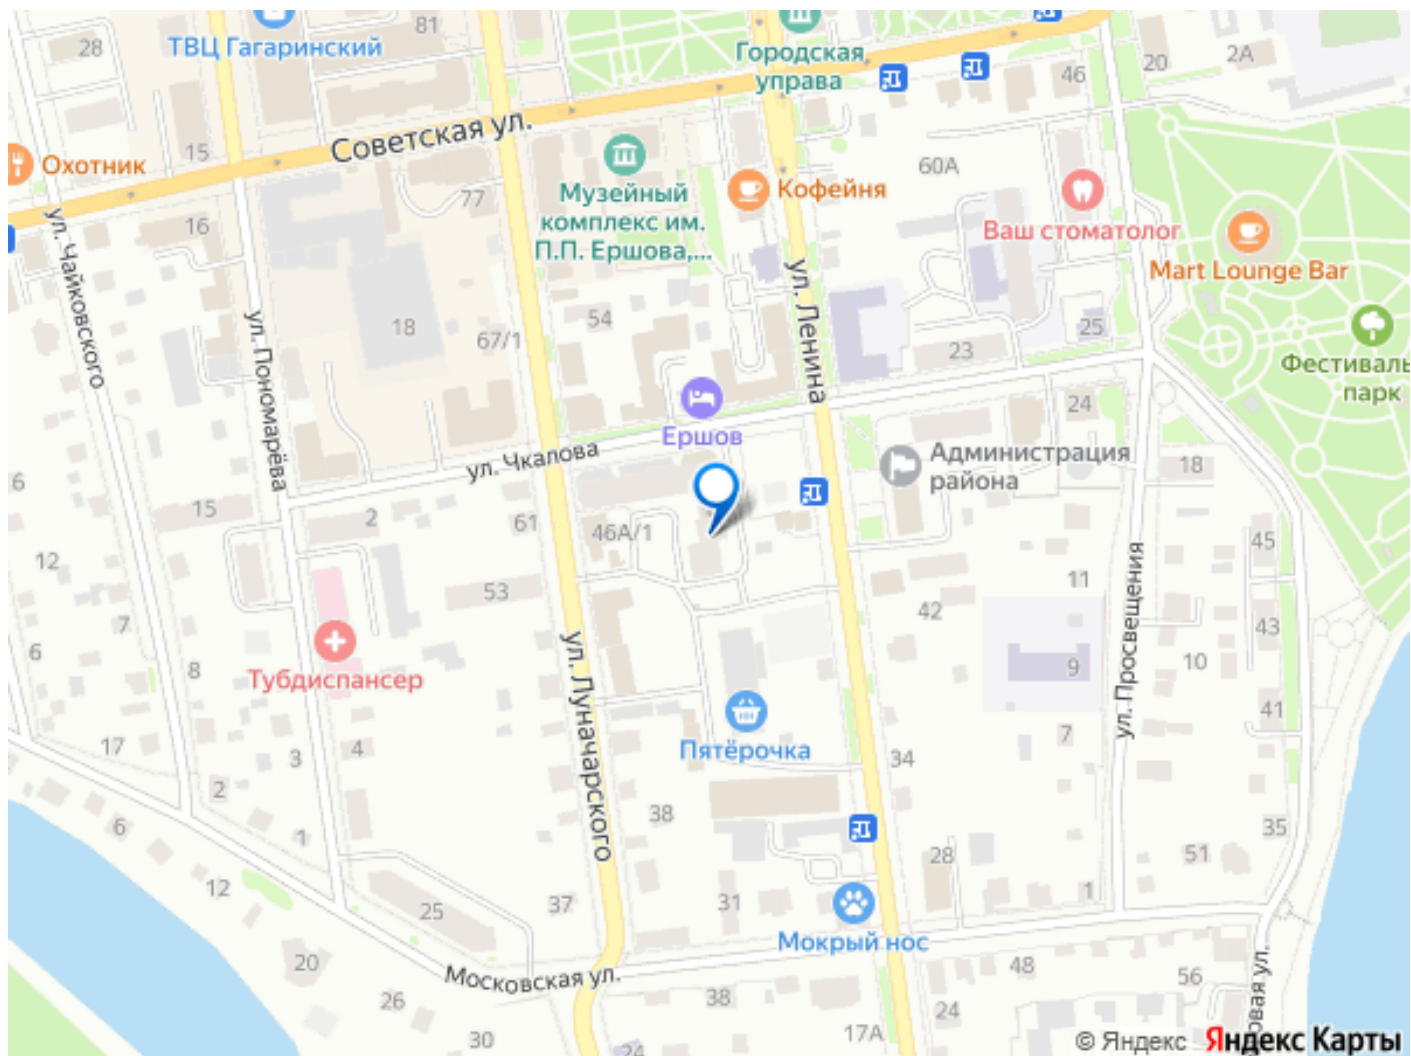 81
28
ТВЦ Гагаринский
Городская
управа
46
20
2А
Советская ул.
15
Охотник
77
Музейный
комплекс им.
П.П. Ершова,...
Кофейня
60А
Ваш стоматолог
Mart Lounge Bar
16
ул. Чайковского
ул. Пономарёва
18
67/1
54
ул. Ленина
23
25
Фестиваль
парк
24
Ершов
ул. Чкалова
Администрация
района
18
6
15
2
61
46А/1
45
12
53
11
42
43
7
6
8
Тубдиспансер
ул. Луначарского
9
10
ул. Просвещения
41
17
3
4
Пятёрочка
34
7
2
38
6
1
35
28
51
12
25
37
31
1
Мокрый нос
20
Московская ул.
48
56
26
38
24
17А
30
24
овая ул.
© Яндекс Яндекс Карты